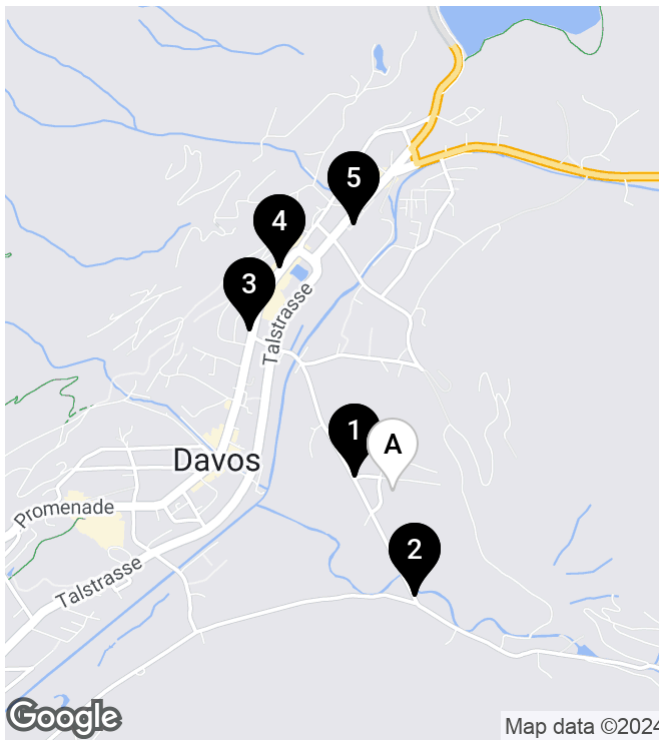 5
4
3
Talstrasse
1
A
Davos
Promenade
2
Talstrasse
Google
Map data ©2024